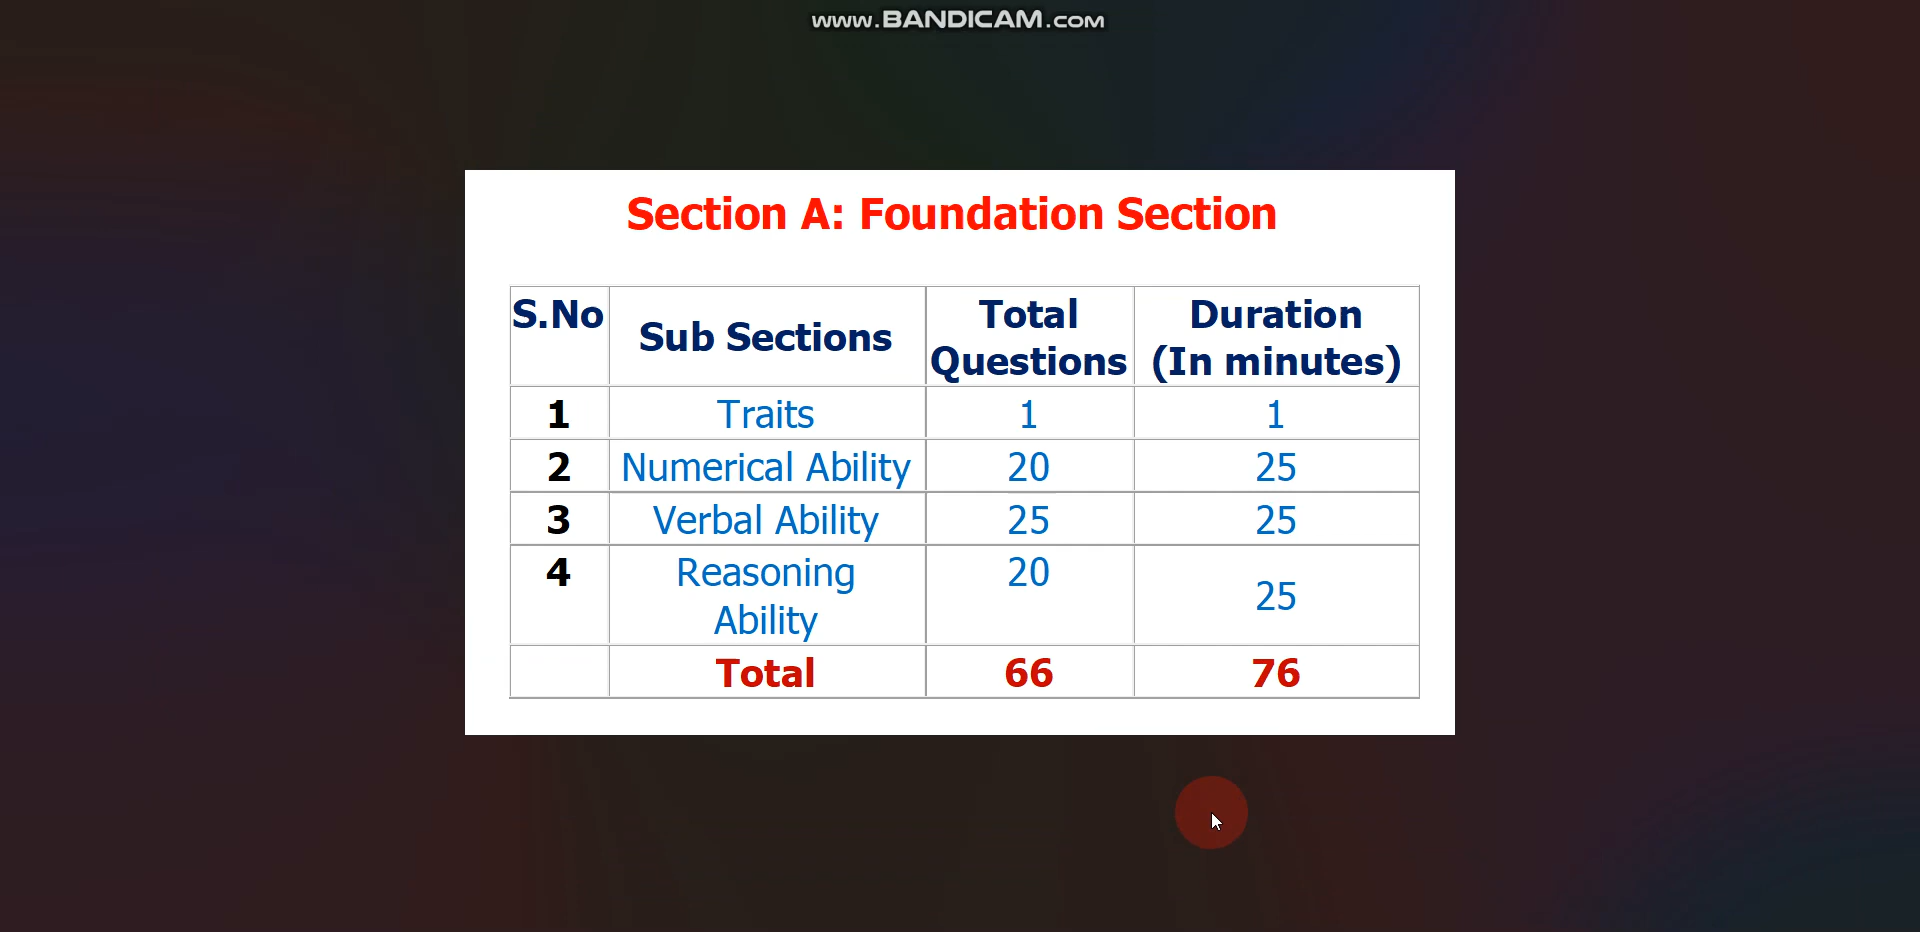 www.BANDICAM.com
Section A: Foundation Section
S.No Sub Sections Total Questions Duration (In minutes)
1 Traits 1 1
2 Numerical Ability 20 25
3 Verbal Ability 25 25
4 Reasoning Ability 20 25
Total 66 76